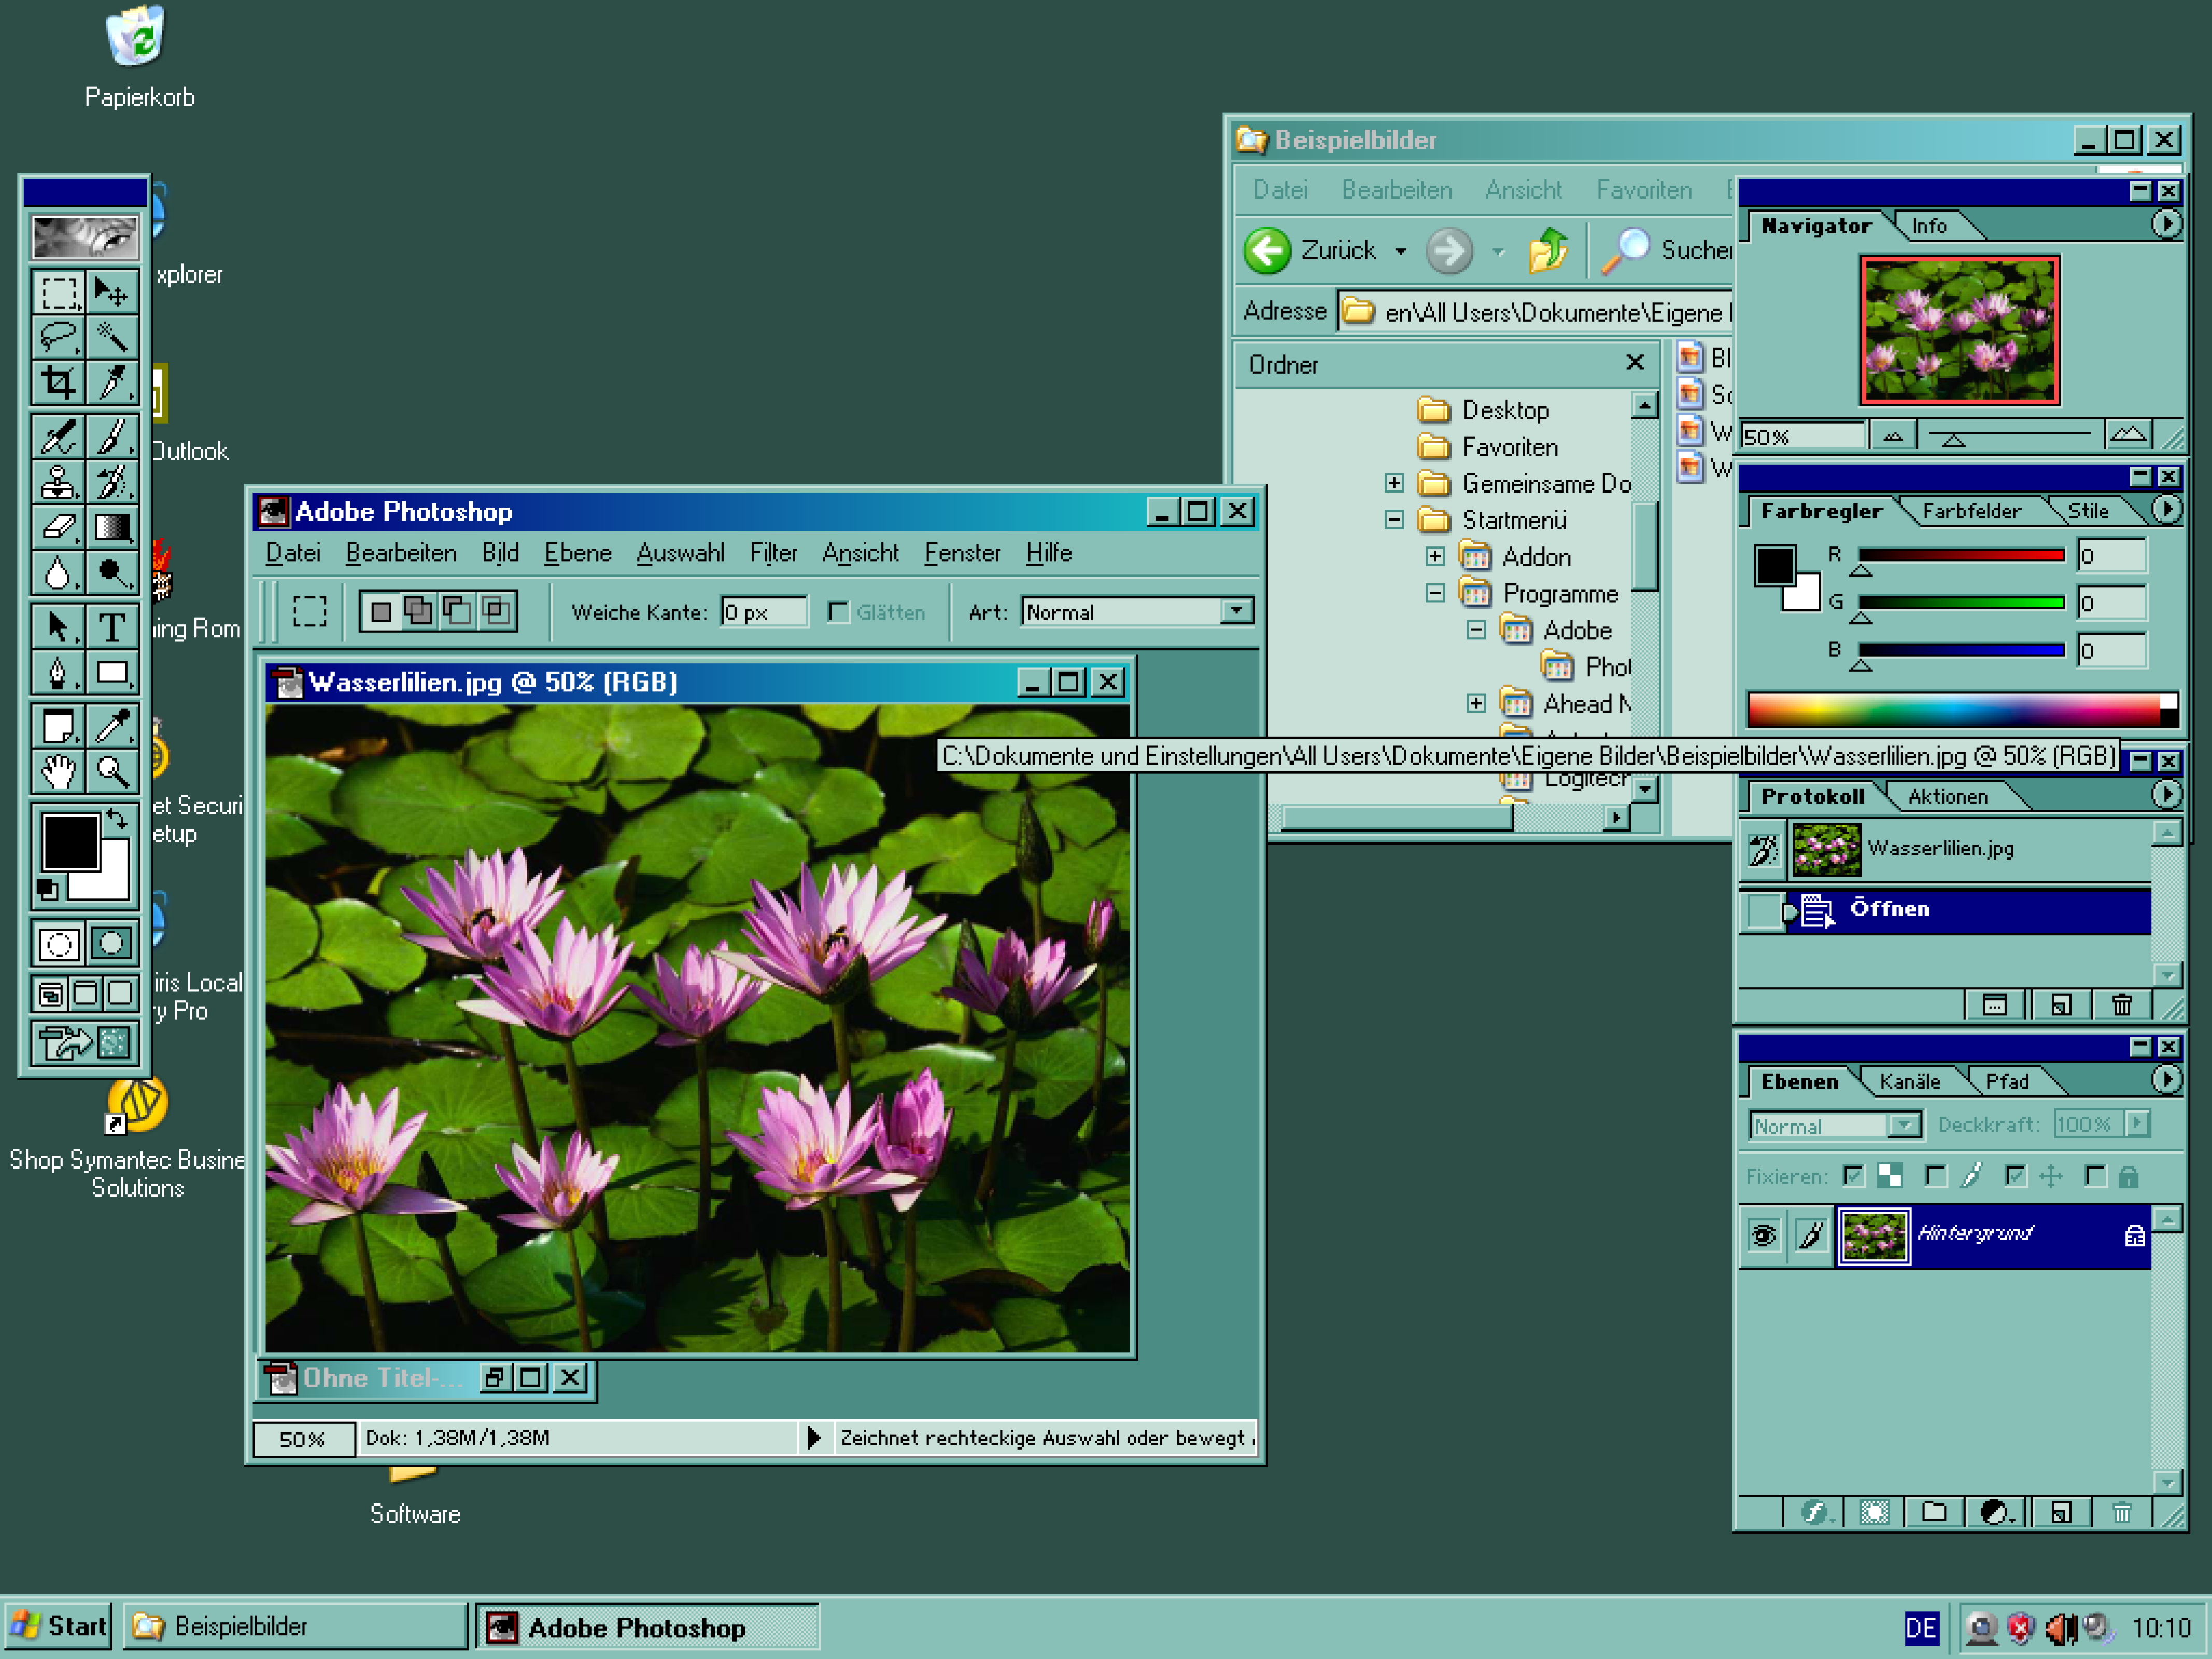 Papierkorb
xplorer
Outlook
ing Rom
et Securi
etup
iris Local
y Pro
Shop Symantec Busine
Solutions
Software
Beispielbilder
Datei Bearbeiten Ansicht Favoriten
Zurück Suchen
Adresse en\All Users\Dokumente\Eigene
Ordner
Desktop
Favoriten
Gemeinsame Do
Startmenü
Addon
Programme
Adobe
Phot
Ahead N
Logitech
Bl
So
W
W
Adobe Photoshop
Datei Bearbeiten Bild Ebene Auswahl Filter Ansicht Fenster Hilfe
Weiche Kante: 0 px Glätten Art: Normal
Wasserlilien.jpg @ 50% (RGB)
C:\Dokumente und Einstellungen\All Users\Dokumente\Eigene Bilder\Beispielbilder\Wasserlilien.jpg @ 50% (RGB)
Ohne Titel-...
50% Dok: 1,38M/1,38M Zeichnet rechteckige Auswahl oder bewegt
Navigator Info
50%
Farbregler Farbfelder Stile
R 0
G 0
B 0
Protokoll Aktionen
Wasserlilien.jpg
Öffnen
Ebenen Kanäle Pfad
Normal Deckkraft: 100%
Fixieren:
Hintergrund
Start Beispielbilder Adobe Photoshop DE 10:10